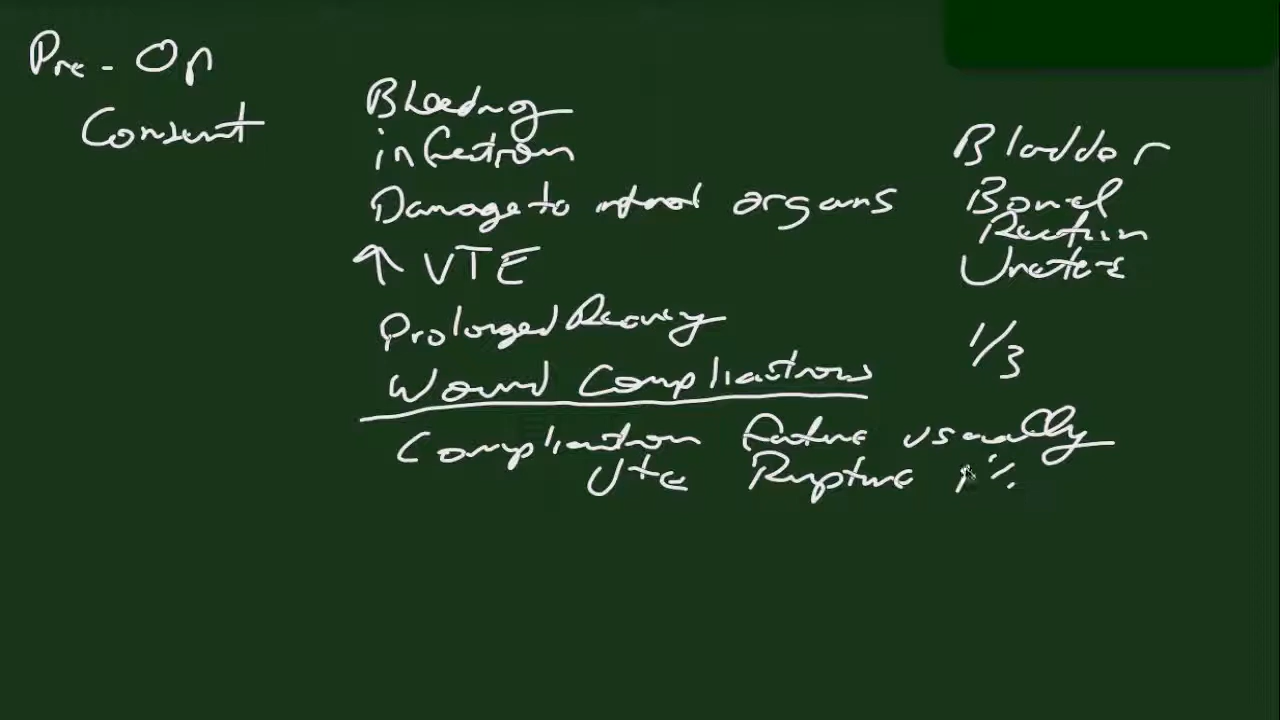 Pre-Op
Consent
Bleeding
infection
Damage to internal organs
Bladder
Bowel
Rectum
Ureters
↑ VTE
Prolonged Recovery
1/3
Wound Complications
Complication future usually
Ute Rupture 1%